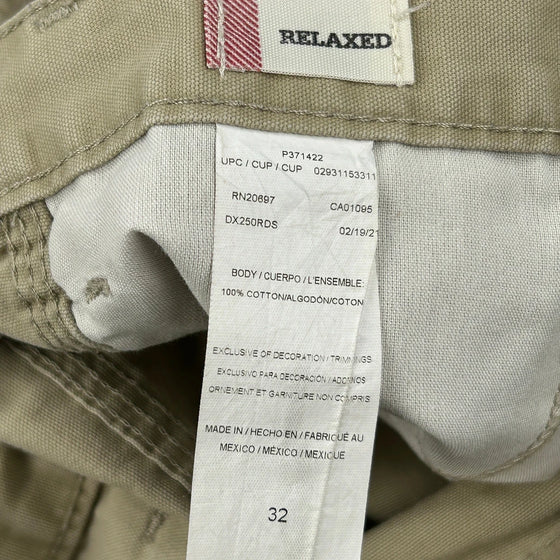 RELAXED
P371422
UPC / CUP / CUP 02931153311
RN20697 CA01095
DX250RDS 02/19/21
BODY / CUERPO / L'ENSEMBLE:
100% COTTON/ALGODÓN/COTON
EXCLUSIVE OF DECORATION / TRIMMINGS
EXCLUSIVO PARA DECORACIÓN / ADORNOS
ORNEMENT ET GARNITURE NON COMPRIS
MADE IN / HECHO EN / FABRIQUÉ AU
MEXICO / MÉXICO / MEXIQUE
32